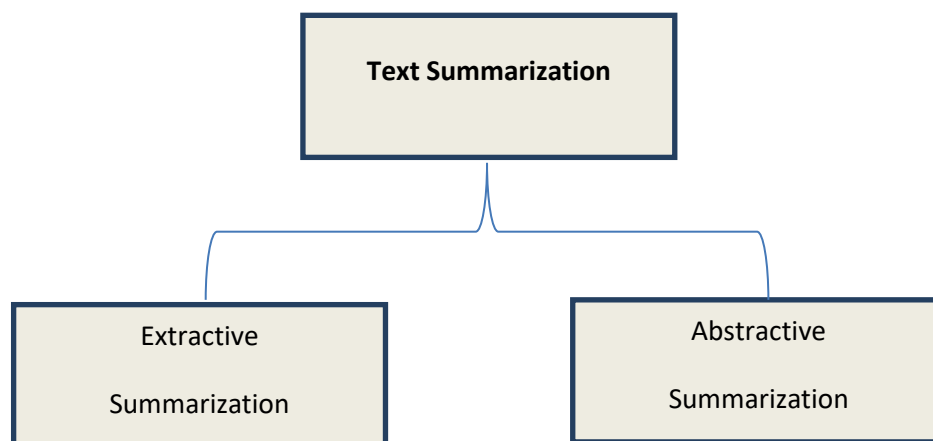 Text Summarization
Extractive
Summarization
Abstractive
Summarization